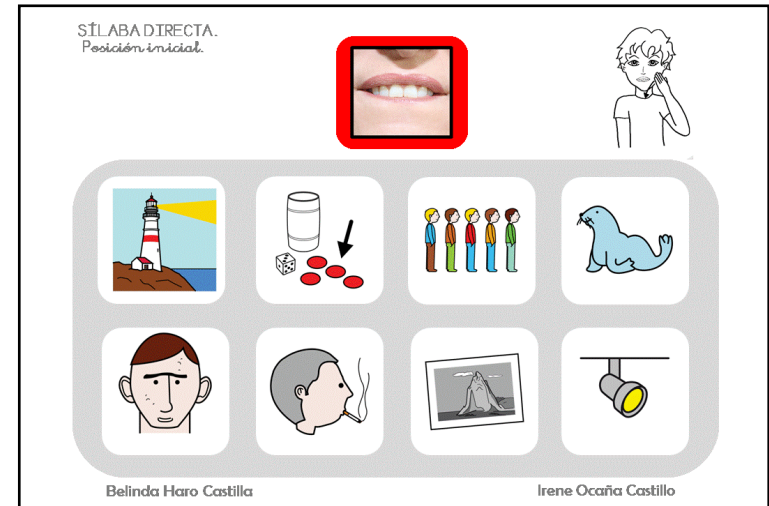 SÍLABA DIRECTA.
Posición inicial.
Belinda Haro Castilla
Irene Ocaña Castillo